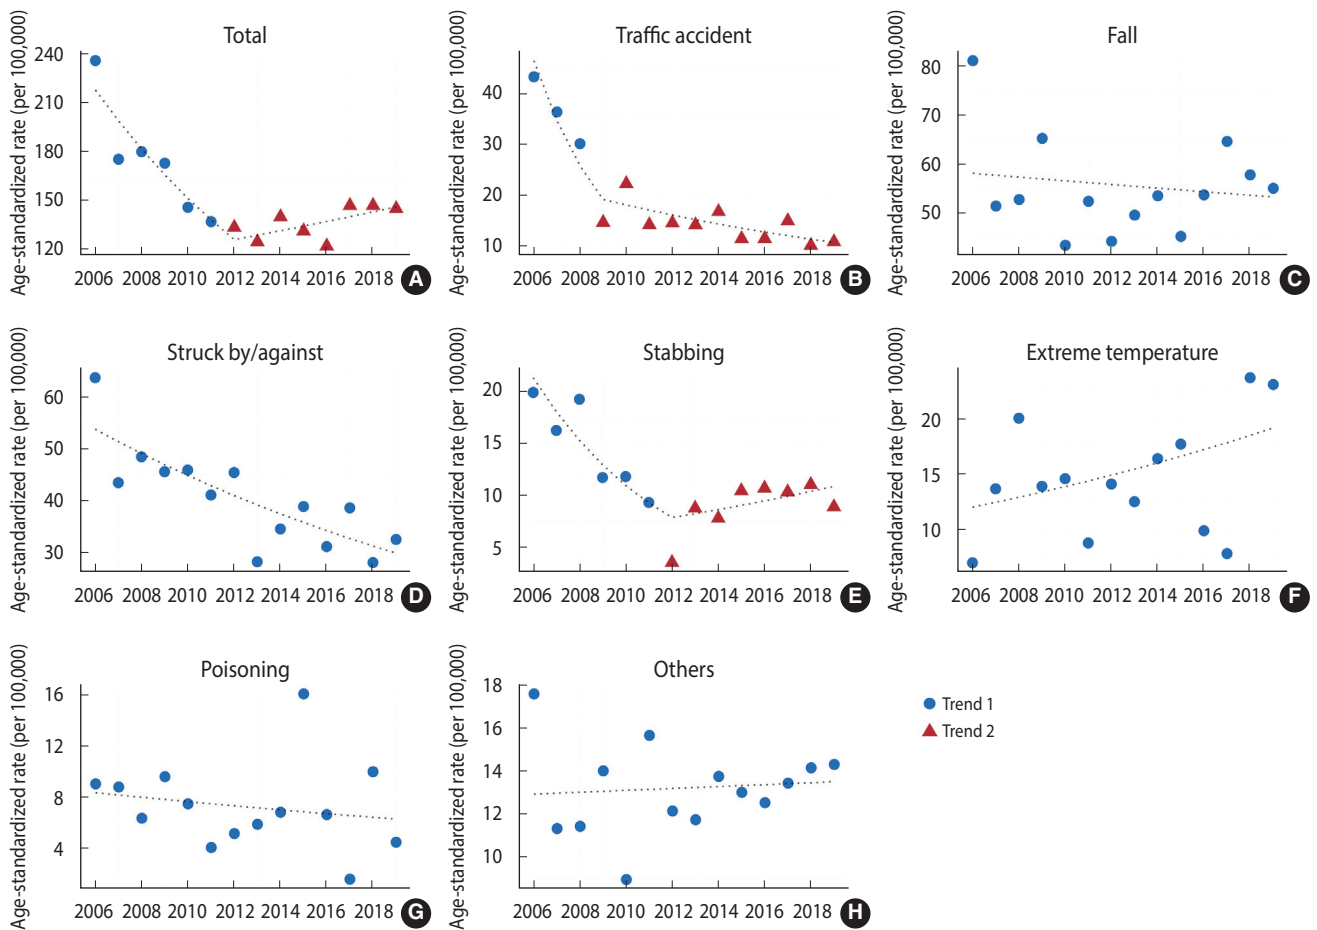 Total
Age-standardized rate (per 100,000)
240
210
180
150
120
2006 2008 2010 2012 2014 2016 2018
A
Traffic accident
Age-standardized rate (per 100,000)
40
30
20
10
2006 2008 2010 2012 2014 2016 2018
B
Fall
Age-standardized rate (per 100,000)
80
70
60
50
2006 2008 2010 2012 2014 2016 2018
C
Struck by/against
Age-standardized rate (per 100,000)
60
50
40
30
2006 2008 2010 2012 2014 2016 2018
D
Stabbing
Age-standardized rate (per 100,000)
20
15
10
5
2006 2008 2010 2012 2014 2016 2018
E
Extreme temperature
Age-standardized rate (per 100,000)
20
15
10
2006 2008 2010 2012 2014 2016 2018
F
Poisoning
Age-standardized rate (per 100,000)
16
12
8
4
2006 2008 2010 2012 2014 2016 2018
G
Others
Age-standardized rate (per 100,000)
18
16
14
12
10
2006 2008 2010 2012 2014 2016 2018
H
Trend 1
Trend 2